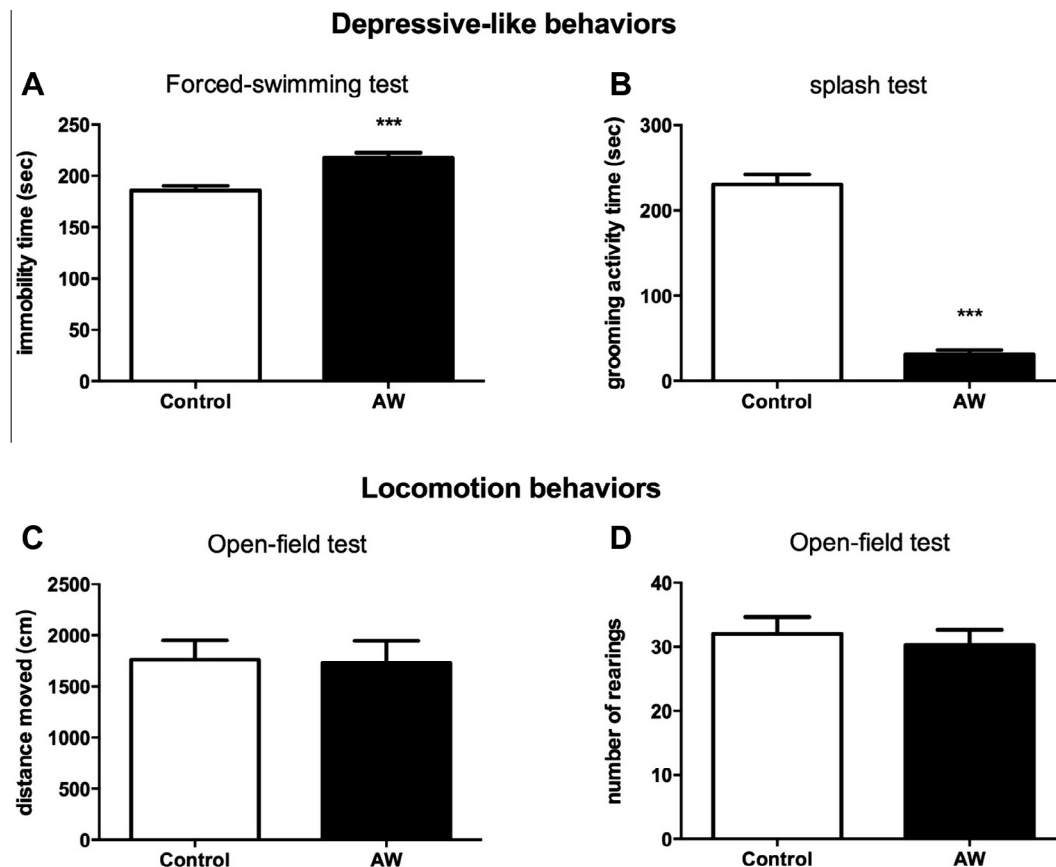 Depressive-like behaviors
A
Forced-swimming test
immobility time (sec)
250
200
150
100
50
0
***
Control
AW
B
splash test
grooming activity time (sec)
300
200
100
0
***
Control
AW
Locomotion behaviors
C
Open-field test
distance moved (cm)
2500
2000
1500
1000
500
0
Control
AW
D
Open-field test
number of rearings
40
30
20
10
0
Control
AW